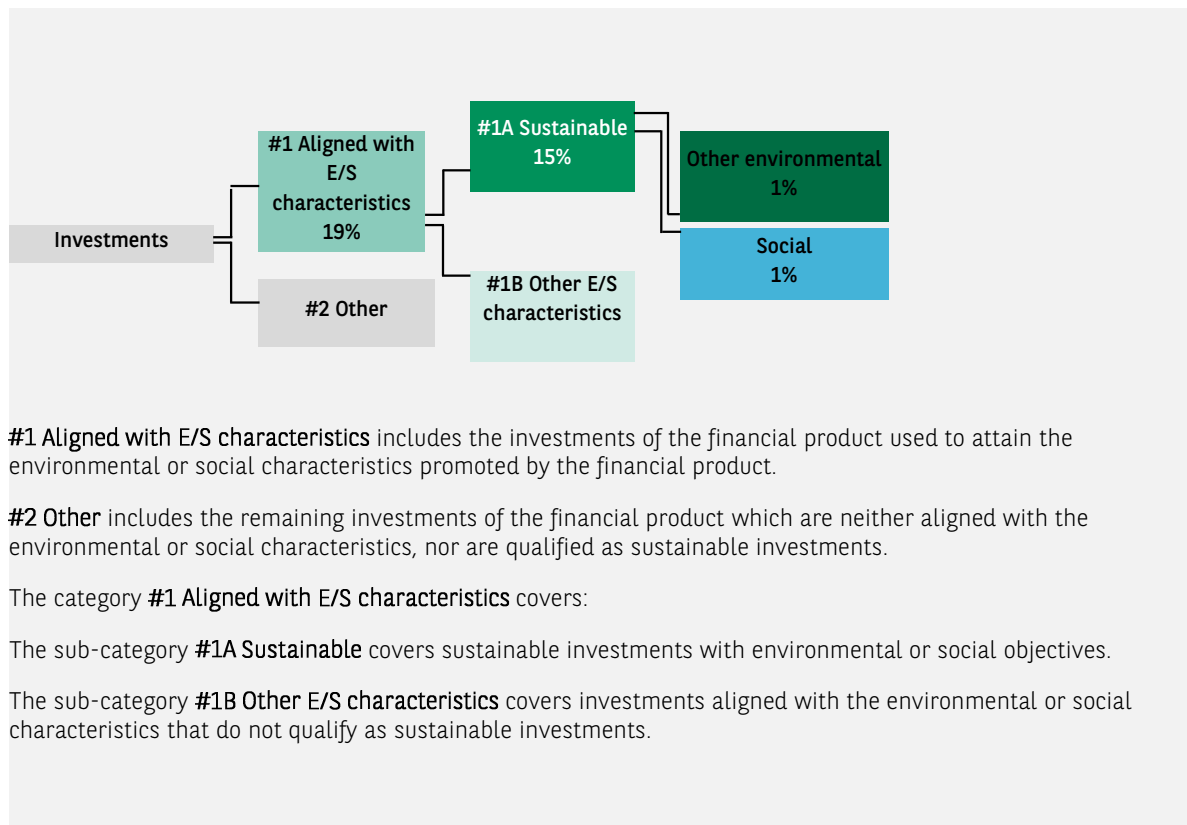 Investments
#1 Aligned with
E/S
characteristics
19%
#2 Other
#1A Sustainable
15%
#1B Other E/S
characteristics
Other environmental
1%
Social
1%
#1 Aligned with E/S characteristics includes the investments of the financial product used to attain the
environmental or social characteristics promoted by the financial product.
#2 Other includes the remaining investments of the financial product which are neither aligned with the
environmental or social characteristics, nor are qualified as sustainable investments.
The category #1 Aligned with E/S characteristics covers:
The sub-category #1A Sustainable covers sustainable investments with environmental or social objectives.
The sub-category #1B Other E/S characteristics covers investments aligned with the environmental or social
characteristics that do not qualify as sustainable investments.